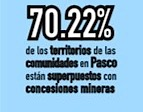 70.22%
de los territorios de las
comunidades en Pasco
están superpuestos con
concesiones mineras